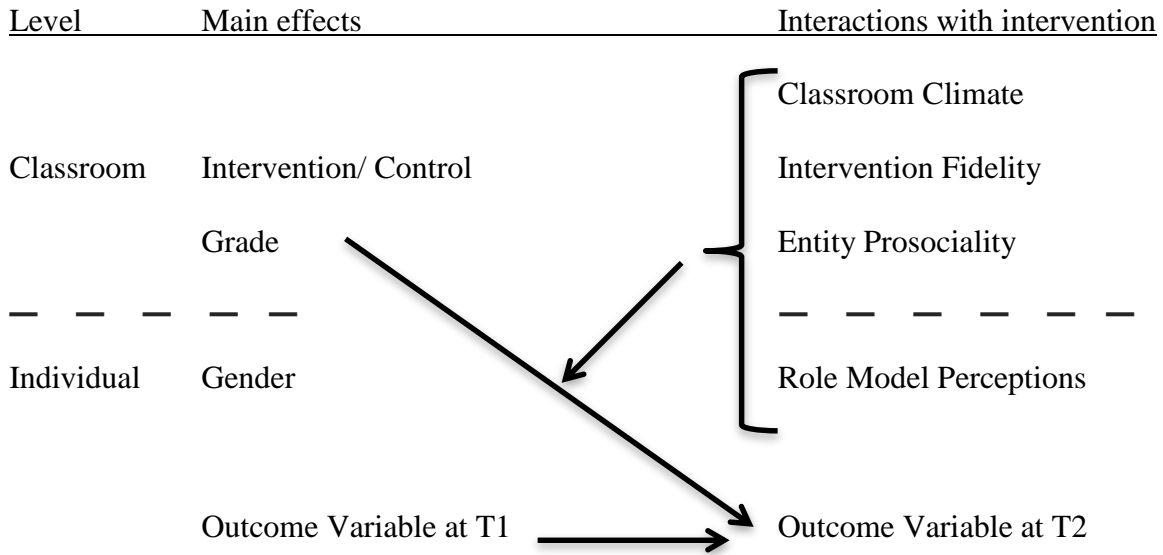 Level Main effects Interactions with intervention
Classroom Climate
Classroom Intervention/ Control Intervention Fidelity
Grade Entity Prosociality
Individual Gender Role Model Perceptions
Outcome Variable at T1 Outcome Variable at T2